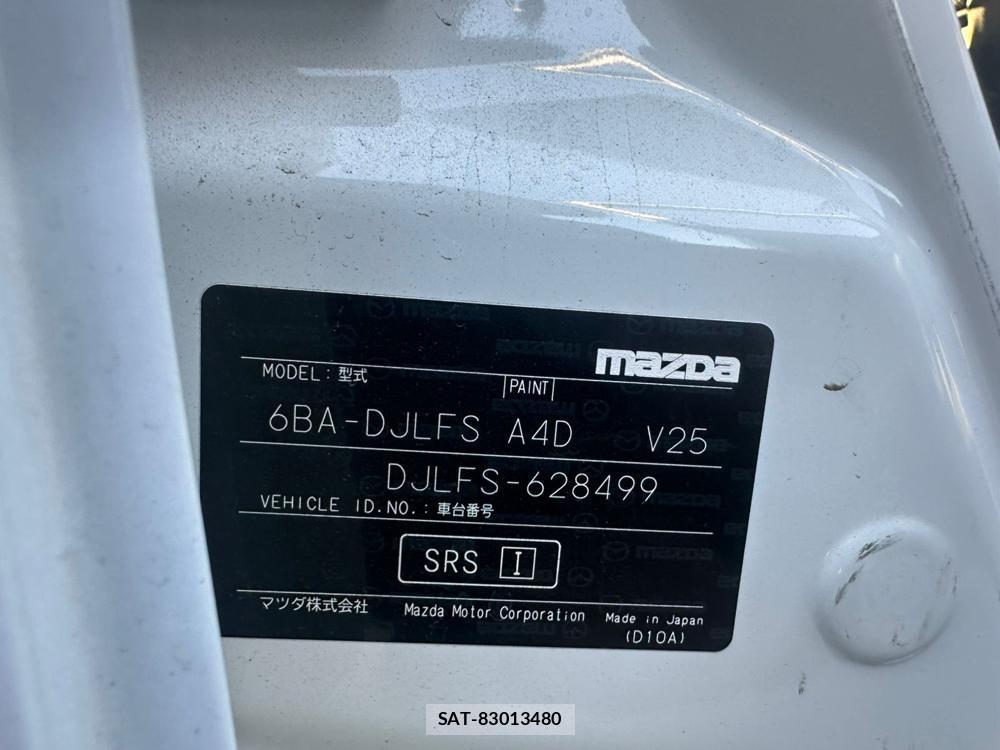 mazda
MODEL : 型式
PAINT
6BA-DJLFS A4D V25
DJLFS-628499
VEHICLE ID.NO. : 車台番号
SRS I
マツダ株式会社 Mazda Motor Corporation Made in Japan
(D10A)
SAT-83013480